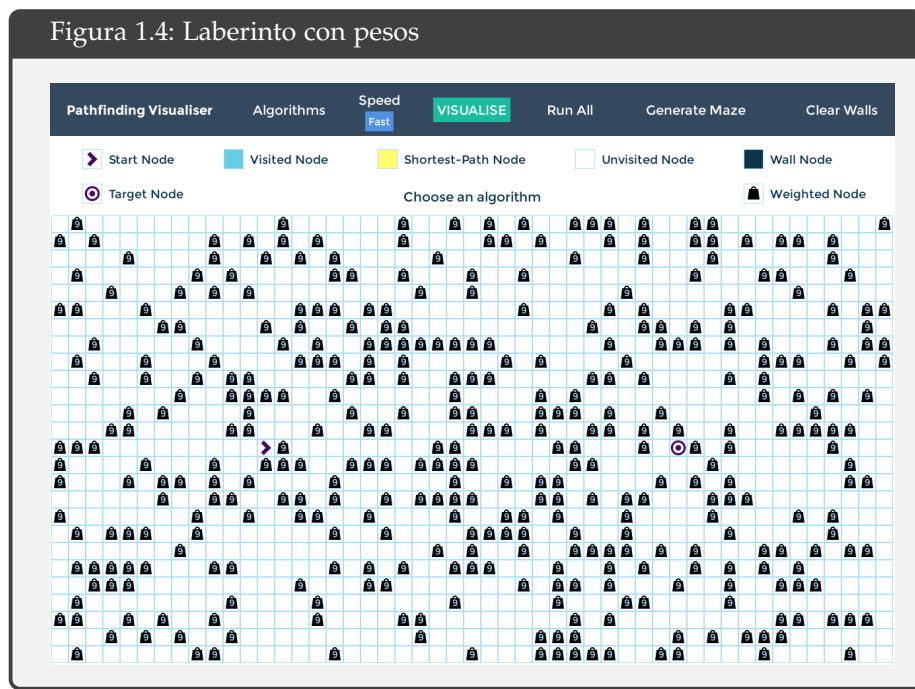 Figura 1.4: Laberinto con pesos
Pathfinding Visualiser Algorithms Speed VISUALISE Run All Generate Maze Clear Walls
Fast
Start Node Visited Node Shortest-Path Node Unvisited Node Wall Node
Target Node Choose an algorithm Weighted Node